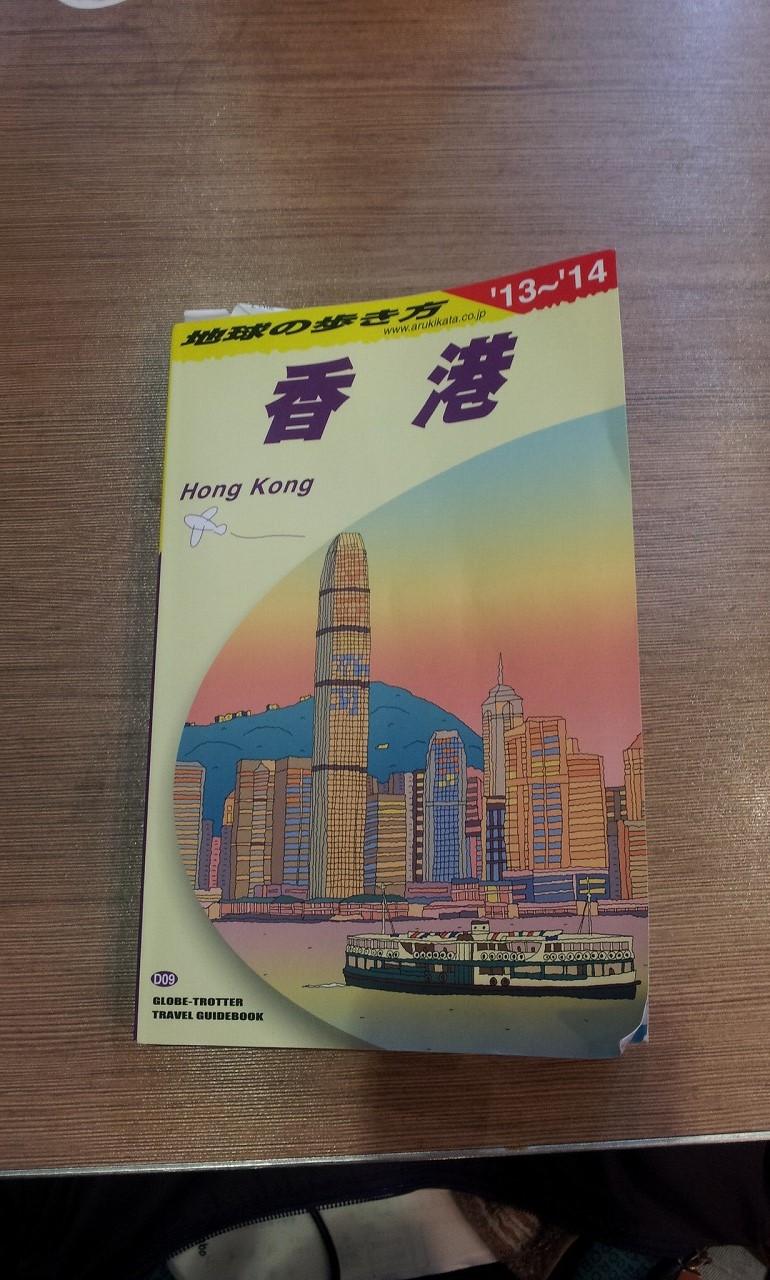 '13~'14
地球の歩き方
www.arukikata.co.jp
香港
Hong Kong
D09
GLOBE-TROTTER
TRAVEL GUIDEBOOK